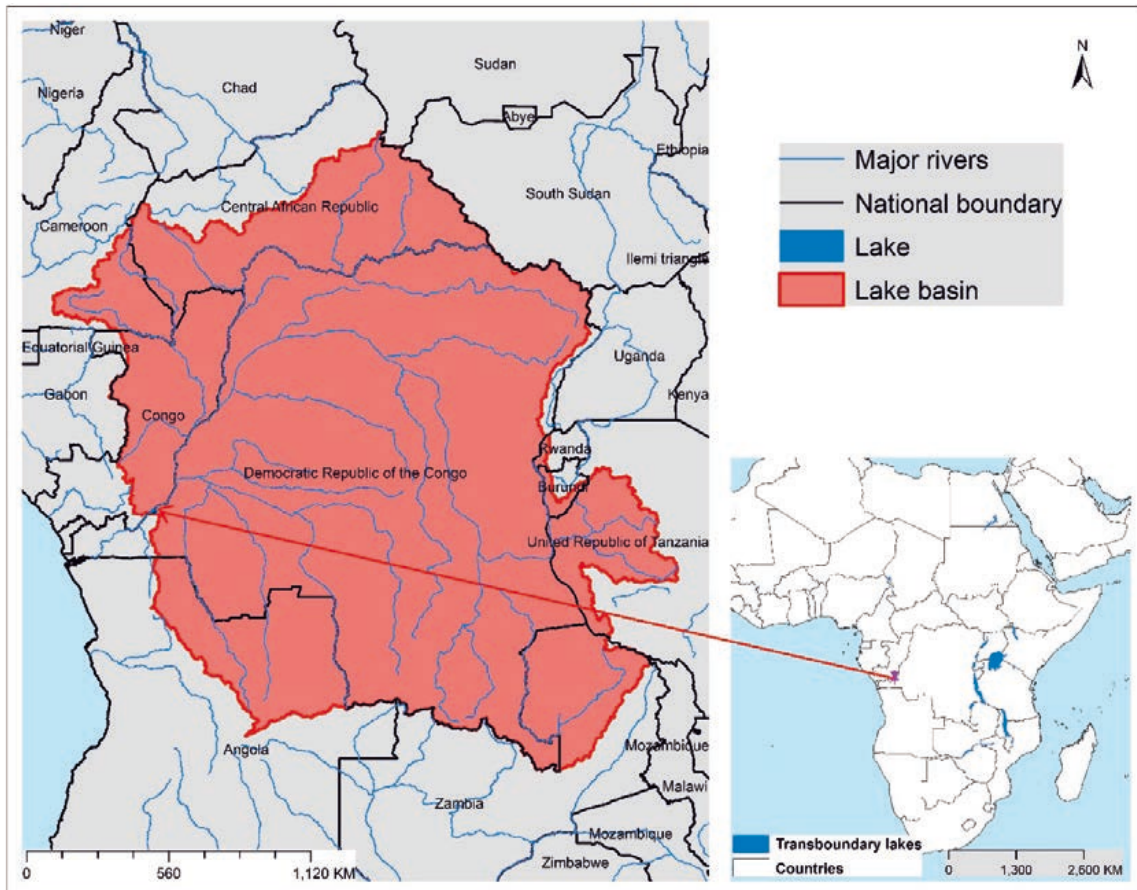 Niger
Sudan
Chad
Nigeria
Abye
Ethiopia
South Sudan
Central African Republic
Cameroon
Ilemi triangle
Equatorial Guinea
Uganda
Gabon
Kenya
Congo
Rwanda
Democratic Republic of the Congo
Burundi
United Republic of Tanzania
Angola
Mozambique
Malawi
Zambia
Mozambique
Zimbabwe
0 560 1,120 KM
N
Major rivers
National boundary
Lake
Lake basin
Transboundary lakes
Countries
0 1,300 2,600 KM